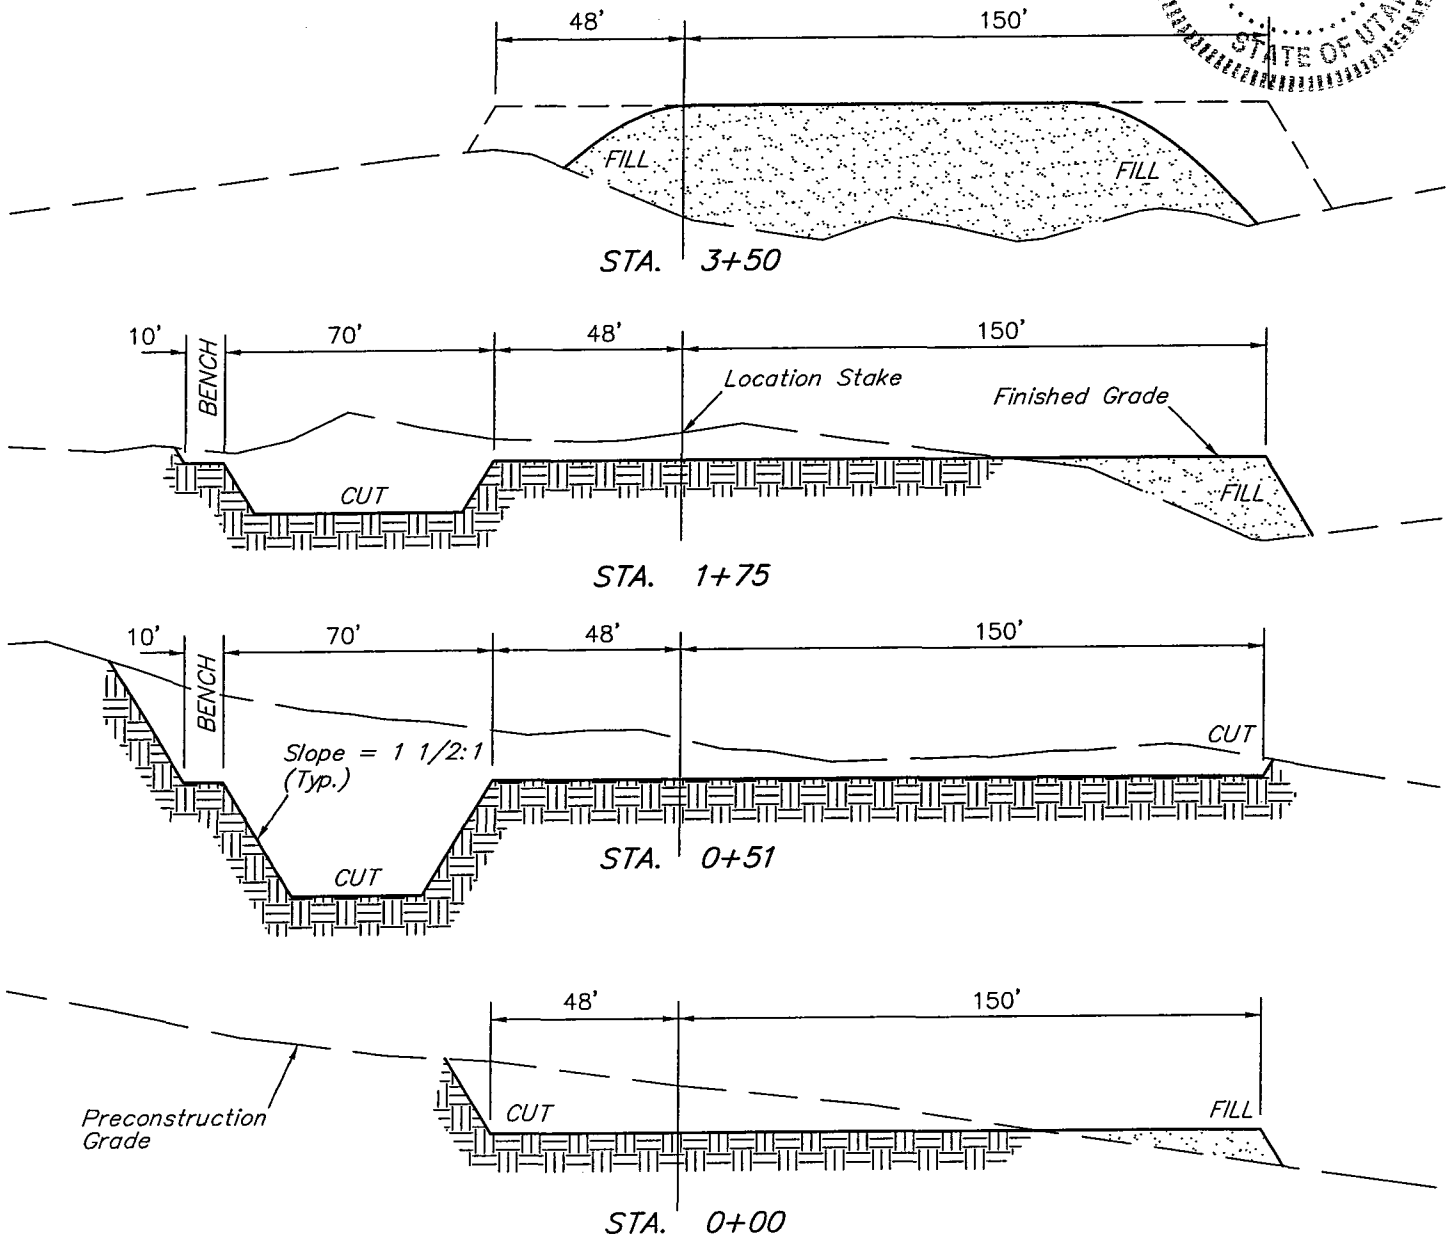 STATE OF UTAH
48' 150'
FILL FILL
STA. 3+50
10' BENCH 70' 48' 150'
Location Stake
Finished Grade
CUT
FILL
STA. 1+75
10' BENCH 70' 48' 150'
CUT
Slope = 1 1/2:1
(Typ.)
CUT
STA. 0+51
48' 150'
Preconstruction
Grade
CUT FILL
STA. 0+00